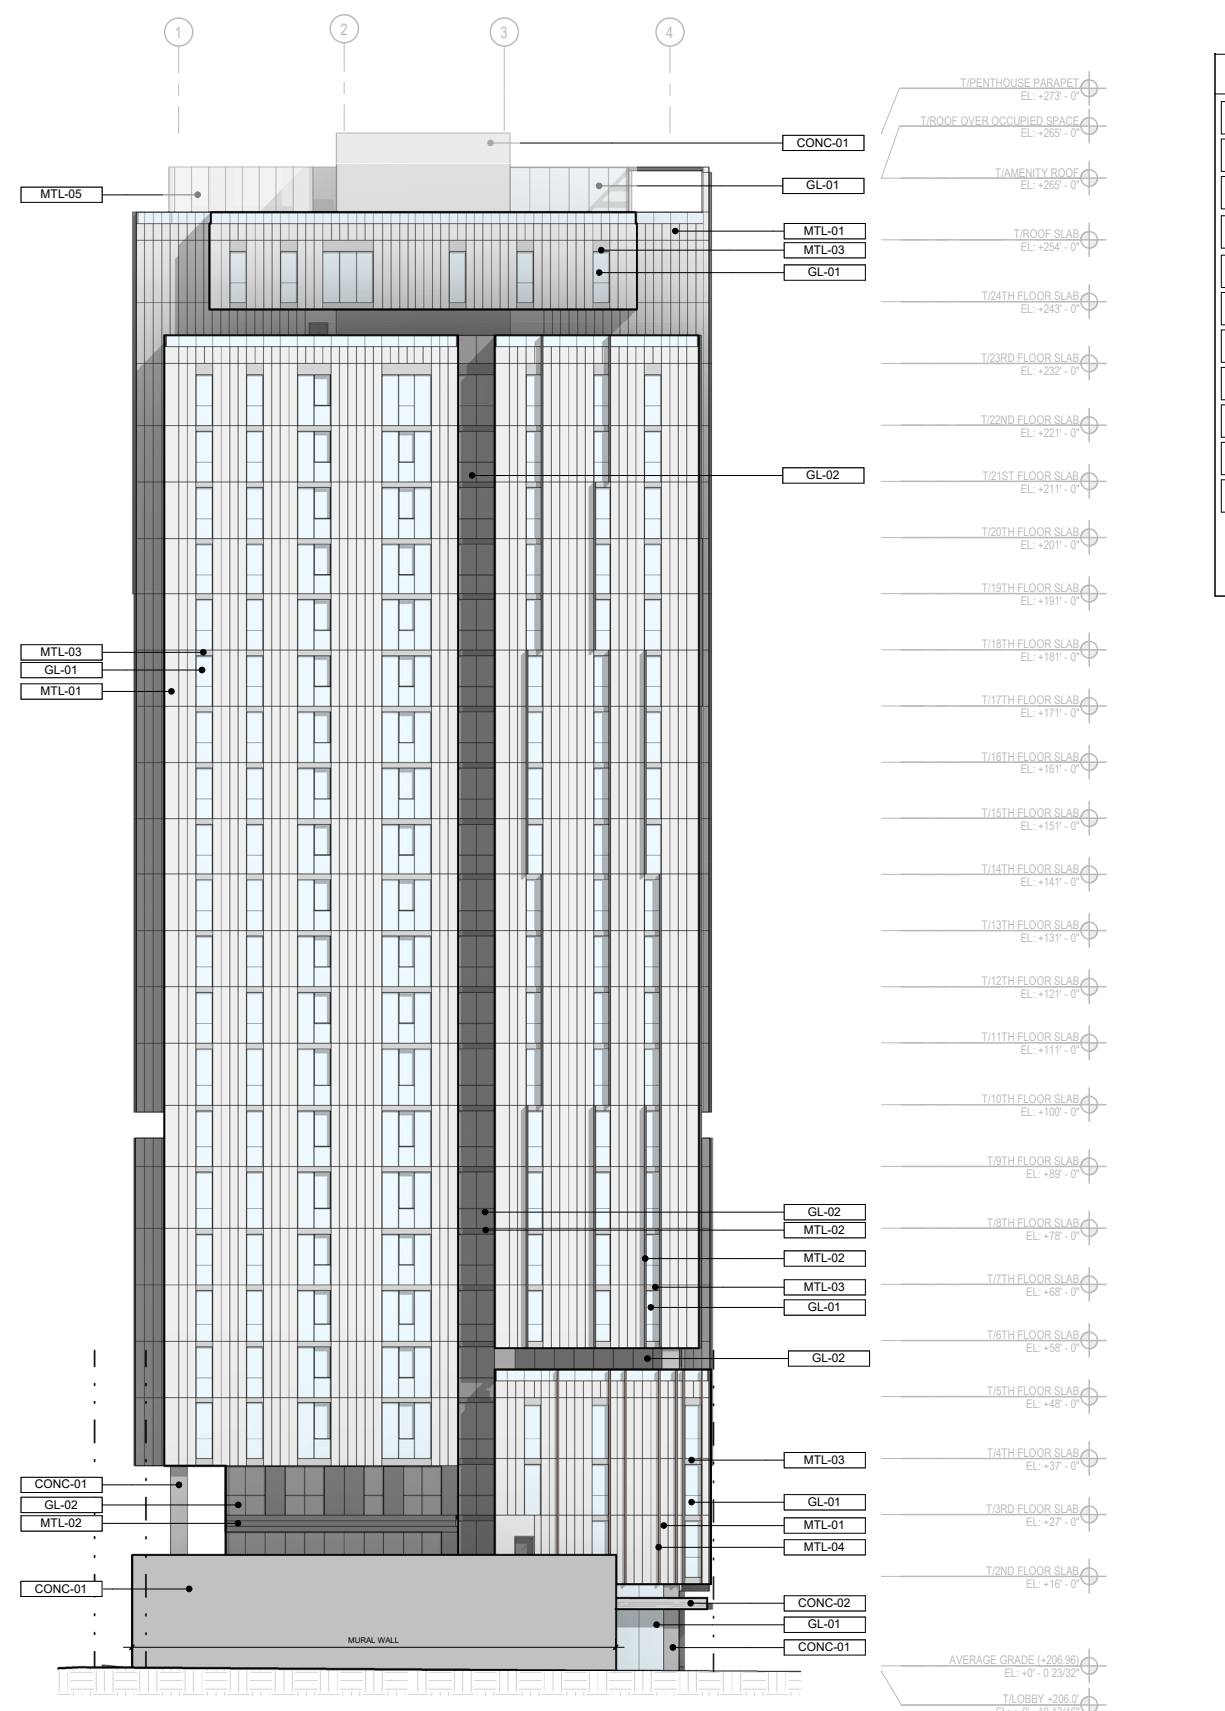 1
2
3
4
T/PENTHOUSE PARAPET
EL: +273' - 0"
T/ROOF OVER OCCUPIED SPACE
EL: +265' - 0"
CONC-01
T/AMENITY ROOF
EL: +265' - 0"
MTL-05
GL-01
MTL-01
T/ROOF SLAB
EL: +254' - 0"
MTL-03
GL-01
T/24TH FLOOR SLAB
EL: +243' - 0"
T/23RD FLOOR SLAB
EL: +232' - 0"
T/22ND FLOOR SLAB
EL: +221' - 0"
GL-02
T/21ST FLOOR SLAB
EL: +211' - 0"
T/20TH FLOOR SLAB
EL: +201' - 0"
T/19TH FLOOR SLAB
EL: +191' - 0"
MTL-03
GL-01
MTL-01
T/18TH FLOOR SLAB
EL: +181' - 0"
T/17TH FLOOR SLAB
EL: +171' - 0"
T/16TH FLOOR SLAB
EL: +161' - 0"
T/15TH FLOOR SLAB
EL: +151' - 0"
T/14TH FLOOR SLAB
EL: +141' - 0"
T/13TH FLOOR SLAB
EL: +131' - 0"
T/12TH FLOOR SLAB
EL: +121' - 0"
T/11TH FLOOR SLAB
EL: +111' - 0"
T/10TH FLOOR SLAB
EL: +100' - 0"
T/9TH FLOOR SLAB
EL: +89' - 0"
GL-02
MTL-02
T/8TH FLOOR SLAB
EL: +78' - 0"
MTL-02
MTL-03
T/7TH FLOOR SLAB
EL: +68' - 0"
GL-01
T/6TH FLOOR SLAB
EL: +58' - 0"
GL-02
T/5TH FLOOR SLAB
EL: +48' - 0"
MTL-03
T/4TH FLOOR SLAB
EL: +37' - 0"
CONC-01
GL-02
MTL-02
GL-01
MTL-01
MTL-04
T/3RD FLOOR SLAB
EL: +27' - 0"
CONC-01
T/2ND FLOOR SLAB
EL: +16' - 0"
CONC-02
GL-01
MURAL WALL
CONC-01
AVERAGE GRADE (+206.96)
EL: +0' - 0 23/32"
T/LOBBY +206.0'